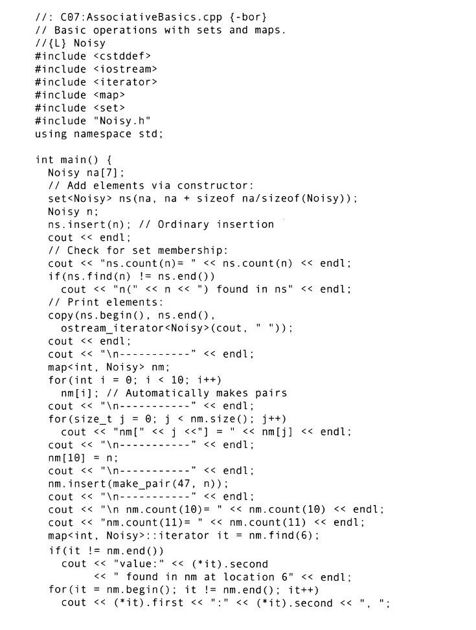 //: C07:AssociativeBasics.cpp {-bor}
// Basic operations with sets and maps.
//{L} Noisy
#include <cstddef>
#include <iostream>
#include <iterator>
#include <map>
#include <set>
#include "Noisy.h"
using namespace std;
int main() {
Noisy na[7];
// Add elements via constructor:
set<Noisy> ns(na, na + sizeof na/sizeof(Noisy));
Noisy n;
ns.insert(n); // Ordinary insertion
cout << endl;
// Check for set membership:
cout << "ns.count(n)= " << ns.count(n) << endl;
if(ns.find(n) != ns.end())
cout << "n(" << n << ") found in ns" << endl;
// Print elements:
copy(ns.begin(), ns.end(),
ostream_iterator<Noisy>(cout, " "));
cout << endl;
cout << "\n-----------" << endl;
map<int, Noisy> nm;
for(int i = 0; i < 10; i++)
nm[i]; // Automatically makes pairs
cout << "\n-----------" << endl;
for(size_t j = 0; j < nm.size(); j++)
cout << "nm[" << j <<"] = " << nm[j] << endl;
cout << "\n-----------" << endl;
nm[10] = n;
cout << "\n-----------" << endl;
nm.insert(make_pair(47, n));
cout << "\n-----------" << endl;
cout << "\n nm.count(10)= " << nm.count(10) << endl;
cout << "nm.count(11)= " << nm.count(11) << endl;
map<int, Noisy>::iterator it = nm.find(6);
if(it != nm.end())
cout << "value:" << (*it).second
<< " found in nm at location 6" << endl;
for(it = nm.begin(); it != nm.end(); it++)
cout << (*it).first << ":" << (*it).second << ", ";